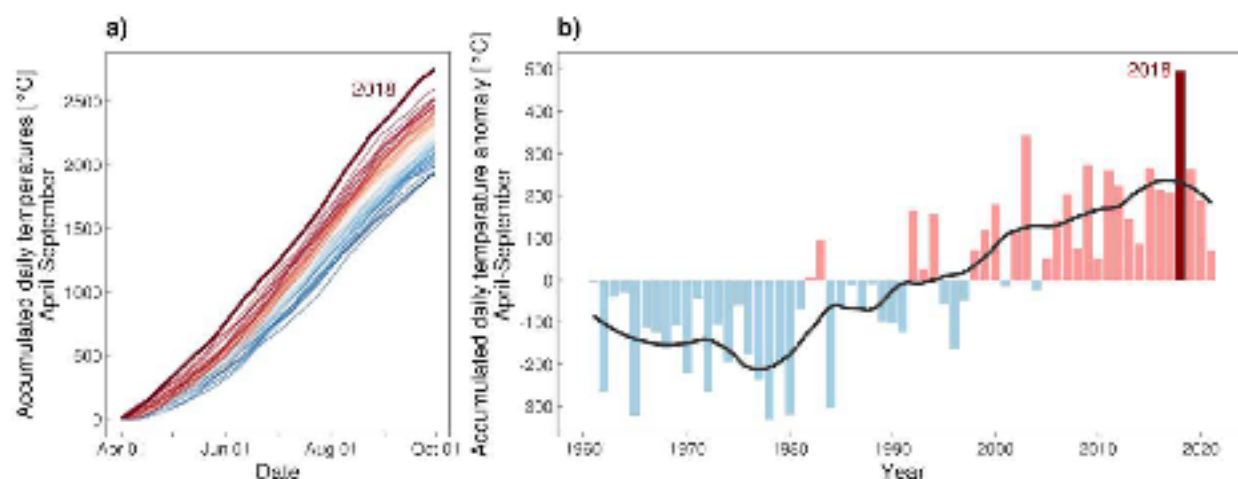 a)
Accumulated daily temperatures [°C]
April-September
2500
2000
1500
1000
500
0
2018
Apr 01
Jun 01
Aug 01
Oct 01
Date
b)
Accumulated daily temperature anomaly [°C]
April-September
500
400
300
200
100
0
-100
-200
-300
2018
1960
1970
1980
1990
2000
2010
2020
Year